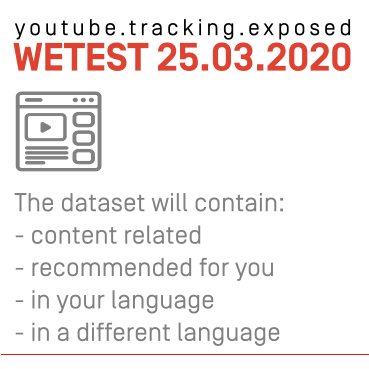 youtube.tracking.exposed
WETEST 25.03.2020
The dataset will contain:
- content related
- recommended for you
- in your language
- in a different language